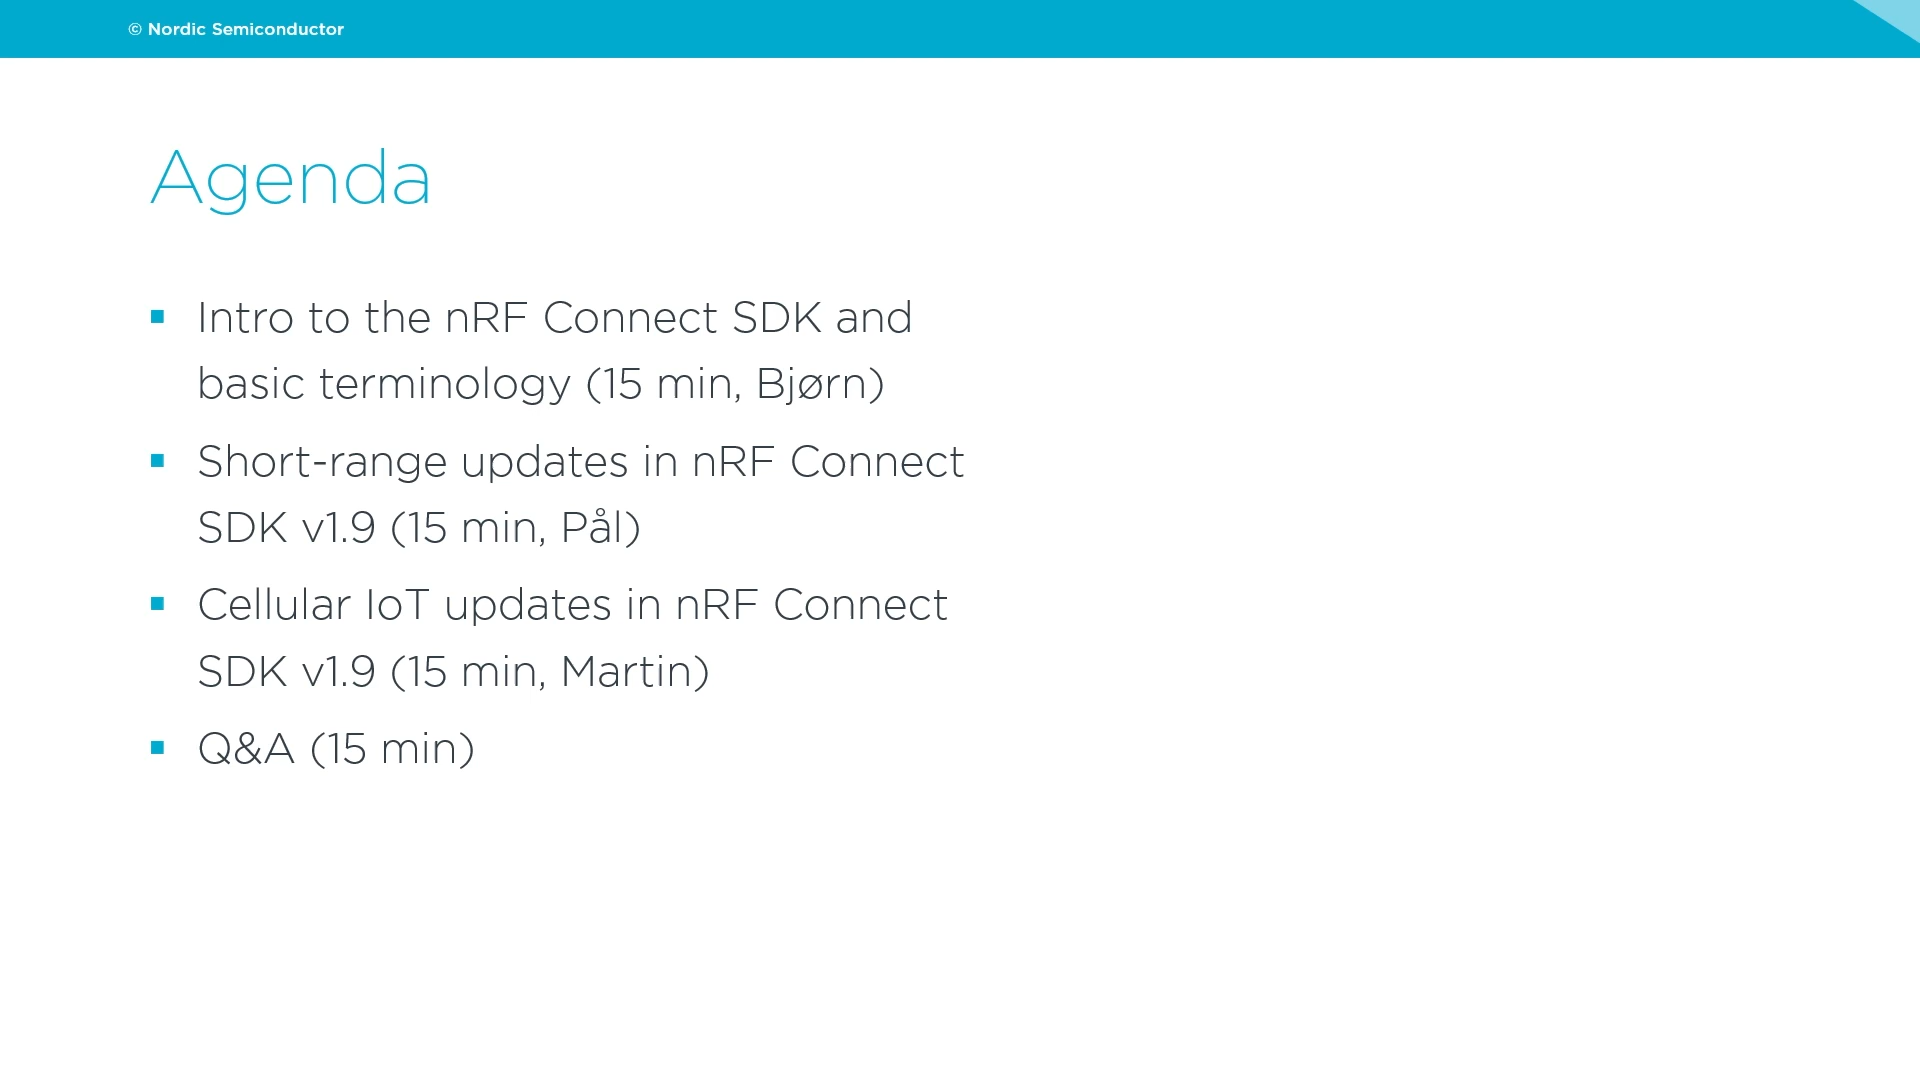 © Nordic Semiconductor
Agenda
▪ Intro to the nRF Connect SDK and
basic terminology (15 min, Bjørn)
▪ Short-range updates in nRF Connect
SDK v1.9 (15 min, Pål)
▪ Cellular IoT updates in nRF Connect
SDK v1.9 (15 min, Martin)
▪ Q&A (15 min)